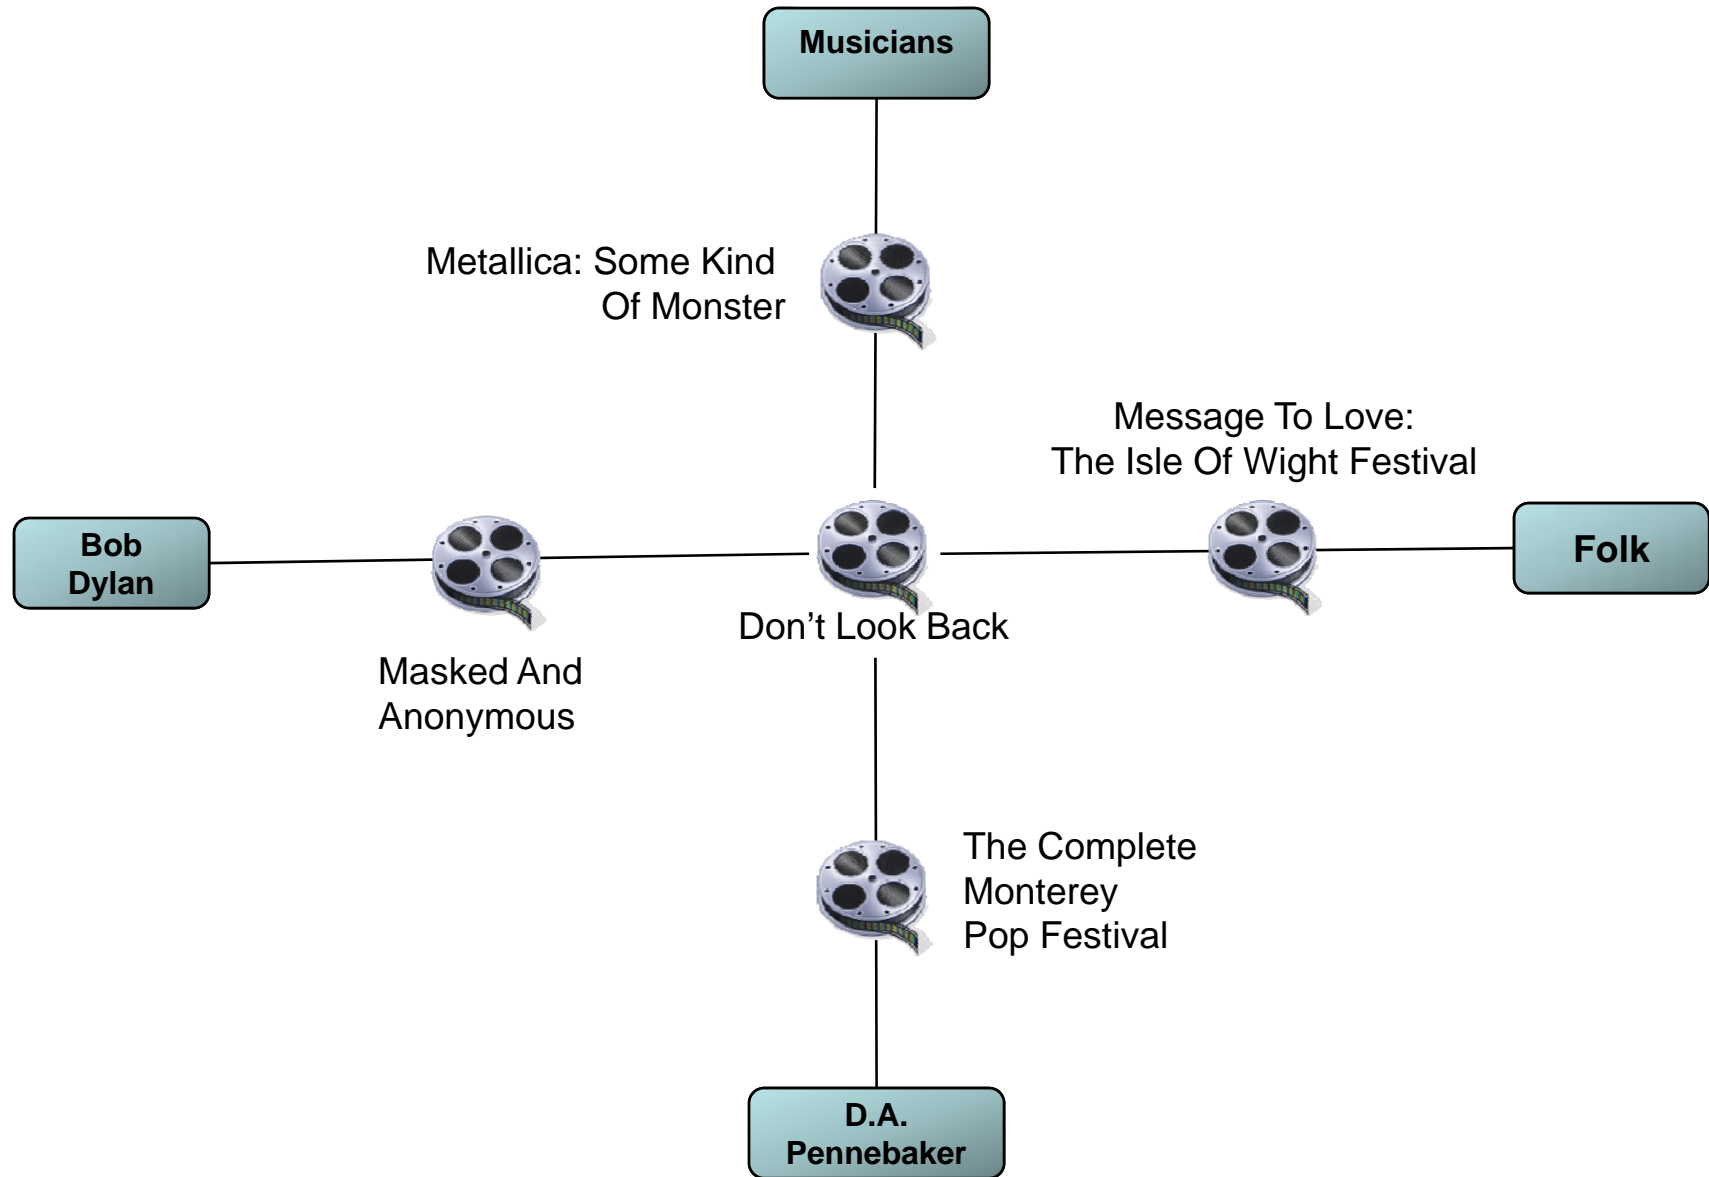 Musicians
Metallica: Some Kind
Of Monster
Message To Love:
The Isle Of Wight Festival
Bob
Dylan
Folk
Don’t Look Back
Masked And
Anonymous
The Complete
Monterey
Pop Festival
D.A.
Pennebaker